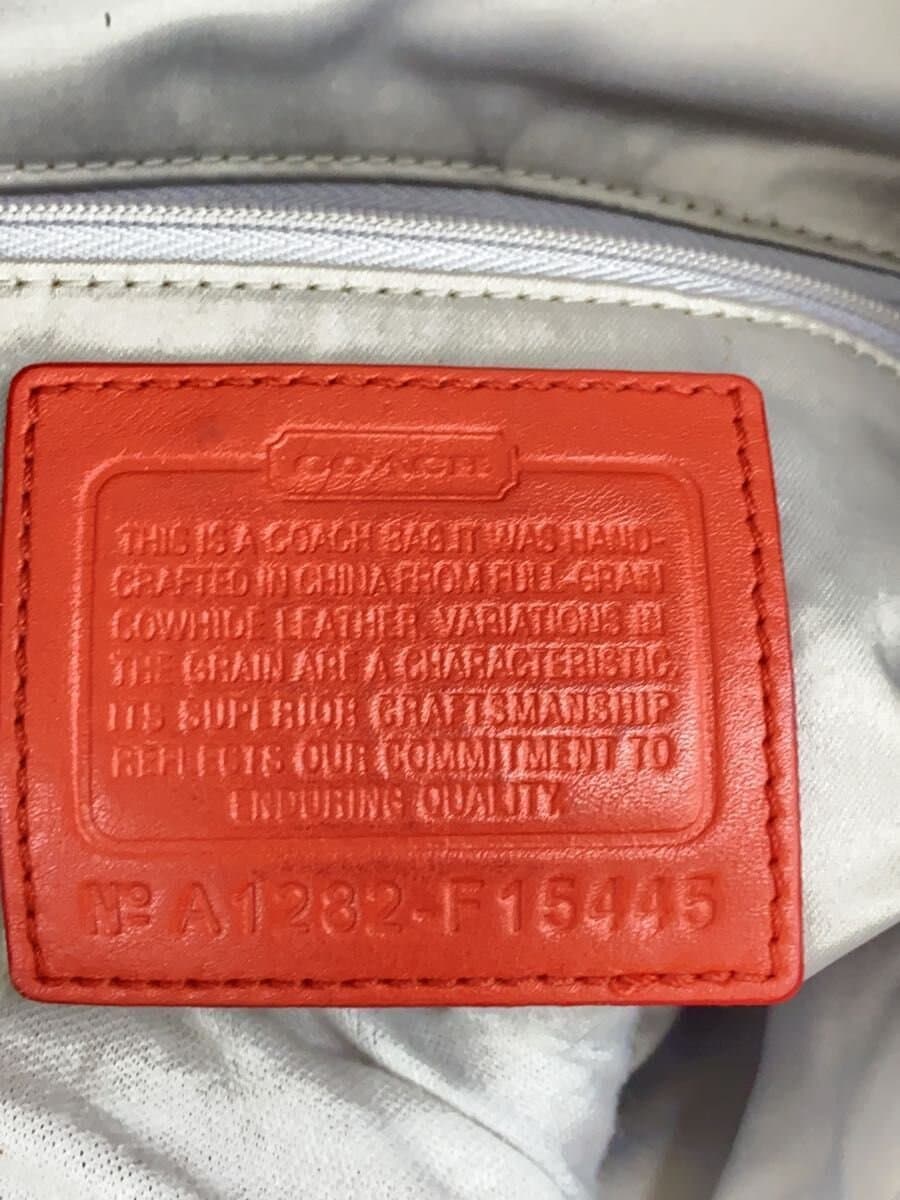 COACH
THIS IS A COACH BAG.IT WAS HAND-
CRAFTED IN CHINA FROM FULL-GRAIN
COWHIDE LEATHER. VARIATIONS IN
THE GRAIN ARE A CHARACTERISTIC.
ITS SUPERIOR CRAFTSMANSHIP
REFLECTS OUR COMMITMENT TO
ENDURING QUALITY.
Nº A1282-F15445